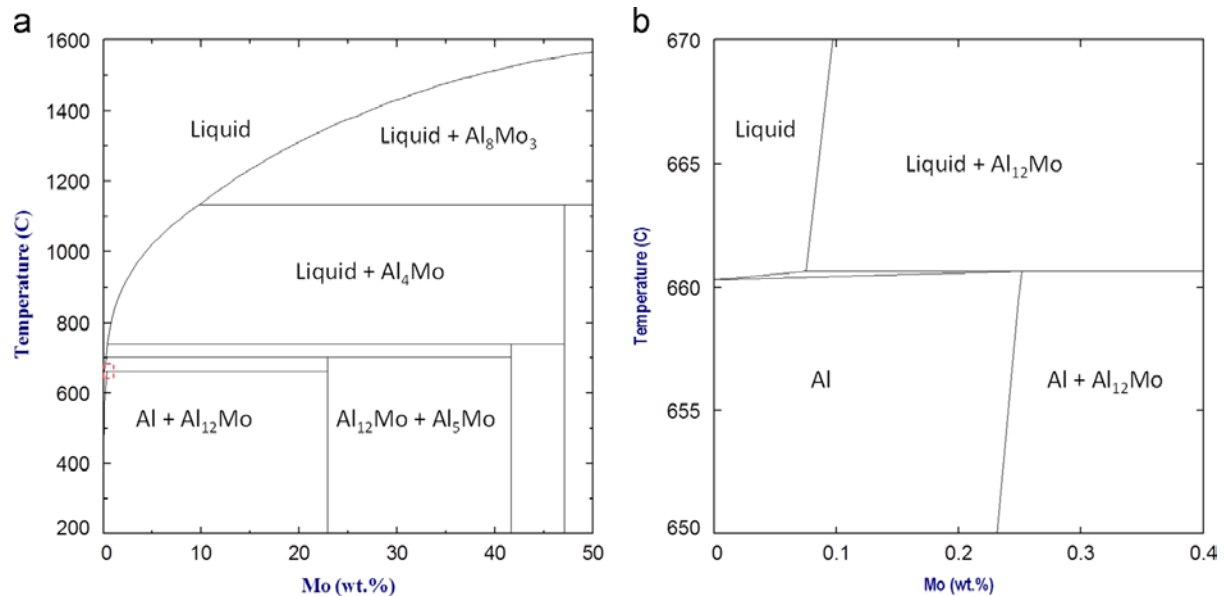 a
1600
1400
1200
1000
800
600
400
200
Temperature (C)
Liquid
Liquid + Al₈Mo₃
Liquid + Al₄Mo
Al + Al₁₂Mo
Al₁₂Mo + Al₅Mo
0 10 20 30 40 50
Mo (wt.%)
b
670
665
660
655
650
Temperature (C)
Liquid
Liquid + Al₁₂Mo
Al
Al + Al₁₂Mo
0 0.1 0.2 0.3 0.4
Mo (wt.%)